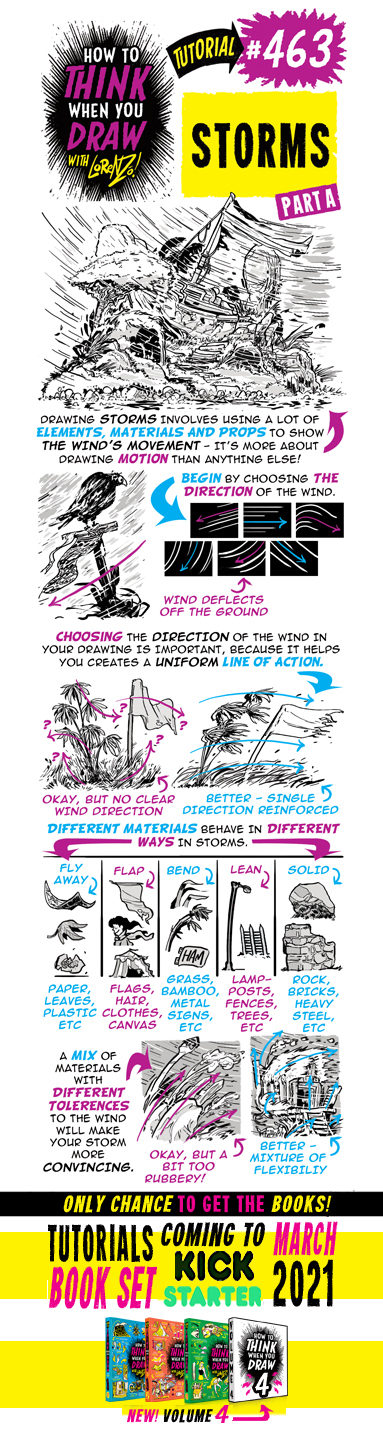 HOW TO
THINK
WHEN YOU
DRAW
WITH LORENZO!
TUTORIAL
#463
STORMS
PART A
DRAWING STORMS INVOLVES USING A LOT OF
ELEMENTS, MATERIALS AND PROPS TO SHOW
THE WIND'S MOVEMENT - IT'S MORE ABOUT
DRAWING MOTION THAN ANYTHING ELSE!
BEGIN BY CHOOSING THE
DIRECTION OF THE WIND.
WIND DEFLECTS
OFF THE GROUND
CHOOSING THE DIRECTION OF THE WIND IN
YOUR DRAWING IS IMPORTANT, BECAUSE IT HELPS
YOU CREATES A UNIFORM LINE OF ACTION.
?
?
?
?
OKAY, BUT NO CLEAR
WIND DIRECTION
BETTER - SINGLE
DIRECTION REINFORCED
DIFFERENT MATERIALS BEHAVE IN DIFFERENT
WAYS IN STORMS.
FLY
AWAY
PAPER,
LEAVES,
PLASTIC
ETC
FLAP
FLAGS,
HAIR,
CLOTHES,
CANVAS
BEND
HAM
GRASS,
BAMBOO,
METAL
SIGNS,
ETC
LEAN
LAMP-
POSTS,
FENCES,
TREES,
ETC
SOLID
ROCK,
BRICKS,
HEAVY
STEEL,
ETC
A MIX OF
MATERIALS
WITH
DIFFERENT
TOLERENCES
TO THE WIND
WILL MAKE
YOUR STORM
MORE
CONVINCING.
OKAY, BUT A
BIT TOO
RUBBERY!
BETTER -
MIXTURE OF
FLEXIBILIY
ONLY CHANCE TO GET THE BOOKS!
TUTORIALS
BOOK SET
COMING TO
KICK
STARTER
MARCH
2021
HOW TO
THINK
WHEN YOU
DRAW
4
NEW! VOLUME 4